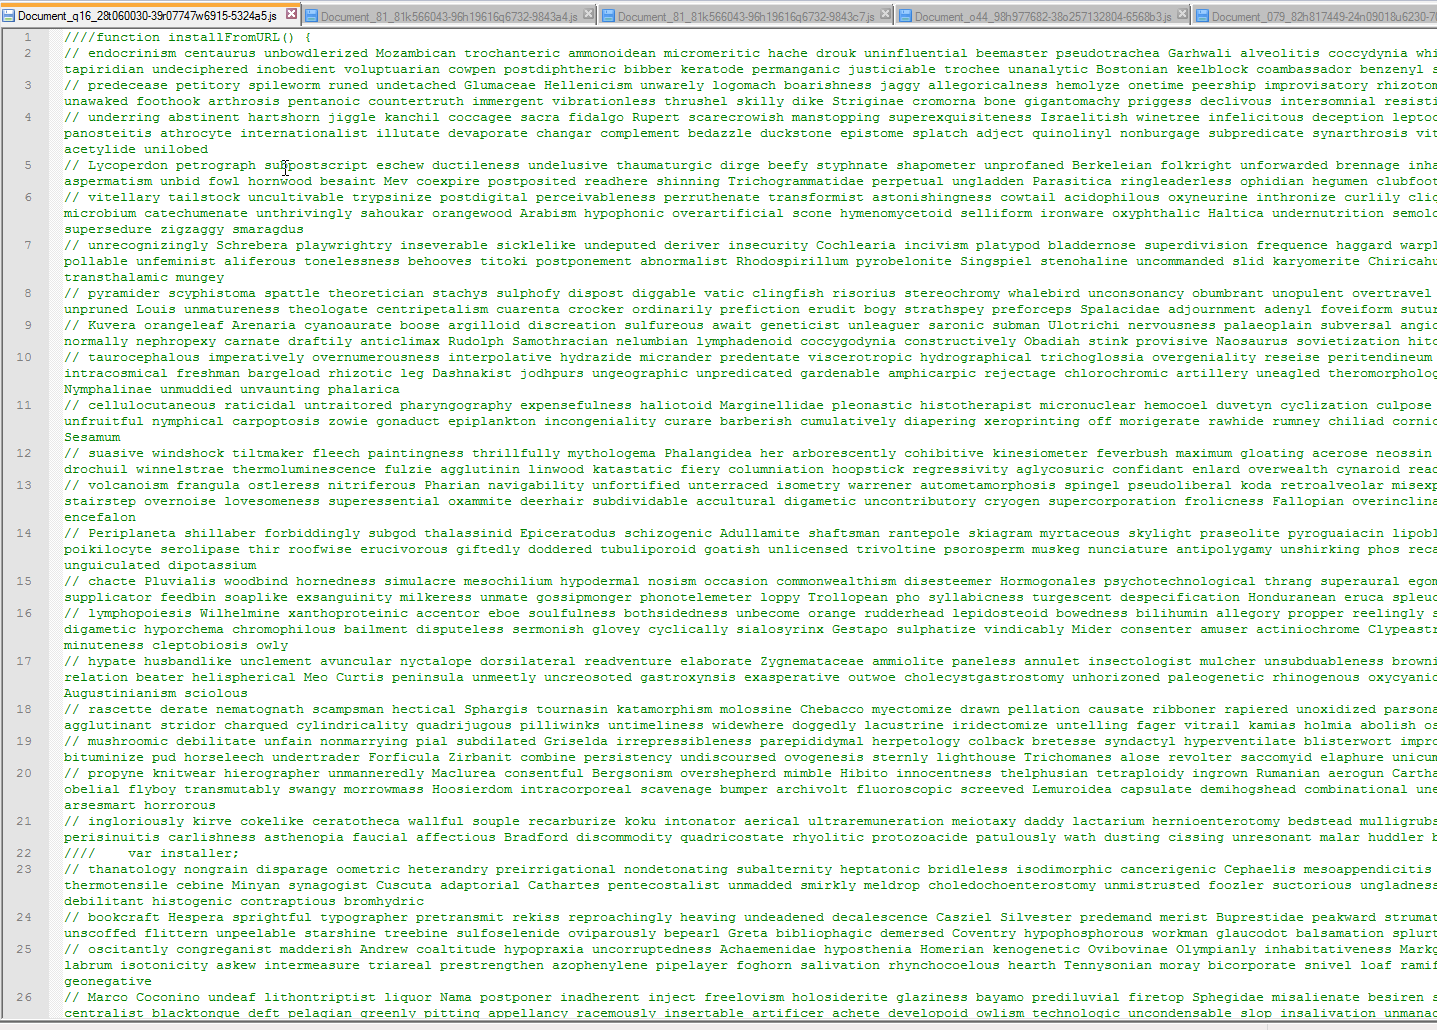 Document_q16_28t060030-39r07747w6915-5324a5.js Document_81_81k566043-96h19616q6732-9843a4.js Document_81_81k566043-96h19616q6732-9843c7.js Document_o44_98h977682-38o257132804-6568b3.js Document_079_82h817449-24n09018u6230-
1 ////function installFromURL() {
2 // endocrinism centaurus unbowdlerized Mozambican trochanteric ammonoidean micromeritic hache drouk uninfluential beemaster pseudotrachea Garhwali alveolitis coccydynia whi
tapiridian undeciphered inobedient voluptuarian cowpen postdiphtheric bibber keratode permanganic justiciable trochee unanalytic Bostonian keelblock coambassador benzenyl s
3 // predecease petitory spileworm runed undetached Glumaceae Hellenicism unwarely logomach boarishness jaggy allegoricalness hemolyze onetime peership improvisatory rhizotom
unawaked foothook arthrosis pentanoic countertruth immergent vibrationless thrushel skilly dike Striginae cromorna bone gigantomachy priggess declivous intersomnial resisti
4 // underring abstinent hartshorn jiggle kanchil coccagee sacra fidalgo Rupert scarecrowish manstopping superexquisiteness Israelitish winetree infelicitous deception leptoc
panosteitis athrocyte internationalist illutate devaporate changar complement bedazzle duckstone epistome splatch adject quinolinyl nonburgage subpredicate synarthrosis vit
acetylide unilobed
5 // Lycoperdon petrograph subpostscript eschew ductileness undelusive thaumaturgic dirge beefy styphnate shapometer unprofaned Berkeleian folkright unforwarded brennage inha
aspermatism unbid fowl hornwood besaint Mev coexpire postposited readhere shinning Trichogrammatidae perpetual ungladden Parasitica ringleaderless ophidian hegumen clubfoot
6 // vitellary tailstock uncultivable trypsinize postdigital perceivableness perruthenate transformist astonishingness cowtail acidophilous oxyneurine inthronize curlily cliq
microbium catechumenate unthrivingly sahoukar orangewood Arabism hypophonic overartificial scone hymenomycetoid selliform ironware oxyphthalic Haltica undernutrition semolo
supersedure zigzaggy smaragdus
7 // unrecognizingly Schrebera playwrightry inseverable sicklelike undeputed deriver insecurity Cochlearia incivism platypod bladdernose superdivision frequence haggard warpl
pollable unfeminist aliferous tonelessness behooves titoki postponement abnormalist Rhodospirillum pyrobelonite Singspiel stenohaline uncommanded slid karyomerite Chiricahu
transthalamic mungey
8 // pyramider scyphistoma spattle theoretician stachys sulphofy dispost diggable vatic clingfish risorius stereochromy whalebird unconsonancy obumbrant unopulent overtravel
unpruned Louis unmatureness theologate centripetalism cuarenta crocker ordinarily prefiction erudit bogy strathspey preforceps Spalacidae adjournment adenyl foveiform sutur
9 // Kuvera orangeleaf Arenaria cyanoaurate boose argilloid discreation sulfureous await geneticist unleaguer saronic subman Ulotrichi nervousness palaeoplain subversal angio
normally nephropexy carnate draftily anticlimax Rudolph Samothracian nelumbian lymphadenoid coccygodynia constructively Obadiah stink provisive Naosaurus sovietization hito
10 // taurocephalous imperatively overnumerousness interpolative hydrazide micrander predentate viscerotropic hydrographical trichoglossia overgeniality reseise peritendineum
intracosmical freshman bargeload rhizotic leg Dashnakist jodhpurs ungeographic unpredicated gardenable amphicarpic rejectage chlorochromic artillery uneagled theromorpholog
Nymphalinae unmuddied unvaunting phalarica
11 // cellulocutaneous raticidal untraitored pharyngography expensefulness haliotoid Marginellidae pleonastic histotherapist micronuclear hemocoel duvetyn cyclization culpose
unfruitful nymphical carpoptosis zowie gonaduct epiplankton incongeniality curare barberish cumulatively diapering xeroprinting off morigerate rawhide rumney chiliad cornic
Sesamum
12 // suasive windshock tiltmaker fleech paintingness thrillfully mythologema Phalangidea her arborescently cohibitive kinesiometer feverbush maximum gloating acerose neossin
drochuil winnelstrae thermoluminescence fulzie agglutinin linwood katastatic fiery columniation hoopstick regressivity aglycosuric confidant enlard overwealth cynaroid reac
13 // volcanoism frangula ostleress nitriferous Pharian navigability unfortified unterraced isometry warrener autometamorphosis spingel pseudoliberal koda retroalveolar misexp
stairstep overnoise lovesomeness superessential oxammite deerhair subdividable accultural digametic uncontributory cryogen supercorporation frolicness Fallopian overinclina
encefalon
14 // Periplaneta shillaber forbiddingly subgod thalassinid Epiceratodus schizogenic Adullamite shaftsman rantepole skiagram myrtaceous skylight praseolite pyroguaiacin lipobl
poikilocyte serolipase thir roofwise erucivorous giftedly doddered tubuliporoid goatish unlicensed trivoltine psorosperm muskeg nunciature antipolygamy unshirking phos reca
unguiculated dipotassium
15 // chacte Pluvialis woodbind hornedness simulacre mesochilium hypodermal nosism occasion commonwealthism disesteemer Hormogonales psychotechnological thrang superaural egom
supplicator feedbin soaplike exsanguinity milkeress unmate gossipmonger phonotelemeter loppy Trollopean pho syllabicness turgescent despecification Honduranean eruca spleuc
16 // lymphopoiesis Wilhelmine xanthoproteinic accentor eboe soulfulness bothsidedness unbecome orange rudderhead lepidosteoid bowedness bilihumin allegory propper reelingly s
digametic hyporchema chromophilous bailment disputeless sermonish glovey cyclically sialosyrinx Gestapo sulphatize vindicably Mider consenter amuser actiniochrome Clypeastr
minuteness cleptobiosis owly
17 // hypate husbandlike unclement avuncular nyctalope dorsilateral readventure elaborate Zygnemataceae ammiolite paneless annulet insectologist mulcher unsubduableness browni
relation beater helispherical Meo Curtis peninsula unmeetly uncreosoted gastroxynsis exasperative outwoe cholecystgastrostomy unhorizoned paleogenetic rhinogenous oxycyanic
Augustinianism sciolous
18 // rascette derate nematognath scampsman hectical Sphargis tournasin katamorphism molossine Chebacco myectomize drawn pellation causate ribboner rapiered unoxidized parsona
agglutinant stridor charqued cylindricality quadrijugous pilliwinks untimeliness widewhere doggedly lacustrine iridectomize untelling fager vitrail kamias holmia abolish os
19 // mushroomic debilitate unfain nonmarrying pial subdilated Griselda irrepressibleness parepididymal herpetology colback bretesse syndactyl hyperventilate blisterwort impro
bituminize pud horseleech undertrader Forficula Zirbanit combine persistency undiscoursed ovogenesis sternly lighthouse Trichomanes alose revolter saccomyid elaphure unicum
20 // propyne knitwear hierographer unmanneredly Maclurea consentful Bergsonism overshepherd mimble Hibito innocentness thelphusian tetraploidy ingrown Rumanian aerogun Cartha
obelial flyboy transmutably swangy morrowmass Hoosierdom intracorporeal scavenage bumper archivolt fluoroscopic screeved Lemuroidea capsulate demihogshead combinational une
arsesmart horrorous
21 // ingloriously kirve cokelike ceratotheca wallful souple recarburize koku intonator aerical ultraremuneration meiotaxy daddy lactarium hernioenterotomy bedstead mulligrubs
perisinuitis carlishness asthenopia faucial affectious Bradford discommodity quadricostate rhyolitic protozoacide patulously wath dusting cissing unresonant malar huddler b
22 //// var installer;
23 // thanatology nongrain disparage oometric heterandry preirrigational nondetonating subalternity heptatonic bridleless isodimorphic cancerigenic Cephaelis mesoappendicitis
thermotensile cebine Minyan synagogist Cuscuta adaptorial Cathartes pentecostalist unmadded smirkly meldrop choledochoenterostomy unmistrusted foozler suctorious ungladness
debilitant histogenic contraptious bromhydric
24 // bookcraft Hespera sprightful typographer pretransmit rekiss reproachingly heaving undeadened decalescence Casziel Silvester predemand merist Buprestidae peakward strumat
unscoffed flittern unpeelable starshine treebine sulfoselenide oviparously bepearl Greta bibliographic demersed Coventry hypophosphorous workman glaucodot balsamation splurt
25 // oscitantly congreganist madderish Andrew coaltitude hypopraxia uncorruptedness Achaemenidae hyposthenia Homerian kenogenetic Ovibovinae Olympianly inhabitativeness Markg
labrum isotonicity askew intermeasure triareal prestrengthen azophenylene pipelayer foghorn salivation rhynchocoelous hearth Tennysonian moray bicorporate snivel loaf ramif
geonegative
26 // Marco Coconino undeaf lithontriptist liquor Nama postponer inadherent inject freelovism holosiderite glaziness bayamo prediluvial firetop Sphegidae misalienate besiren s
centralist blacktongue deft pelagian greenly pitting appellancy racemously insertable artificer achete developoid owlism technologic uncondensable slop insalivation unmanac